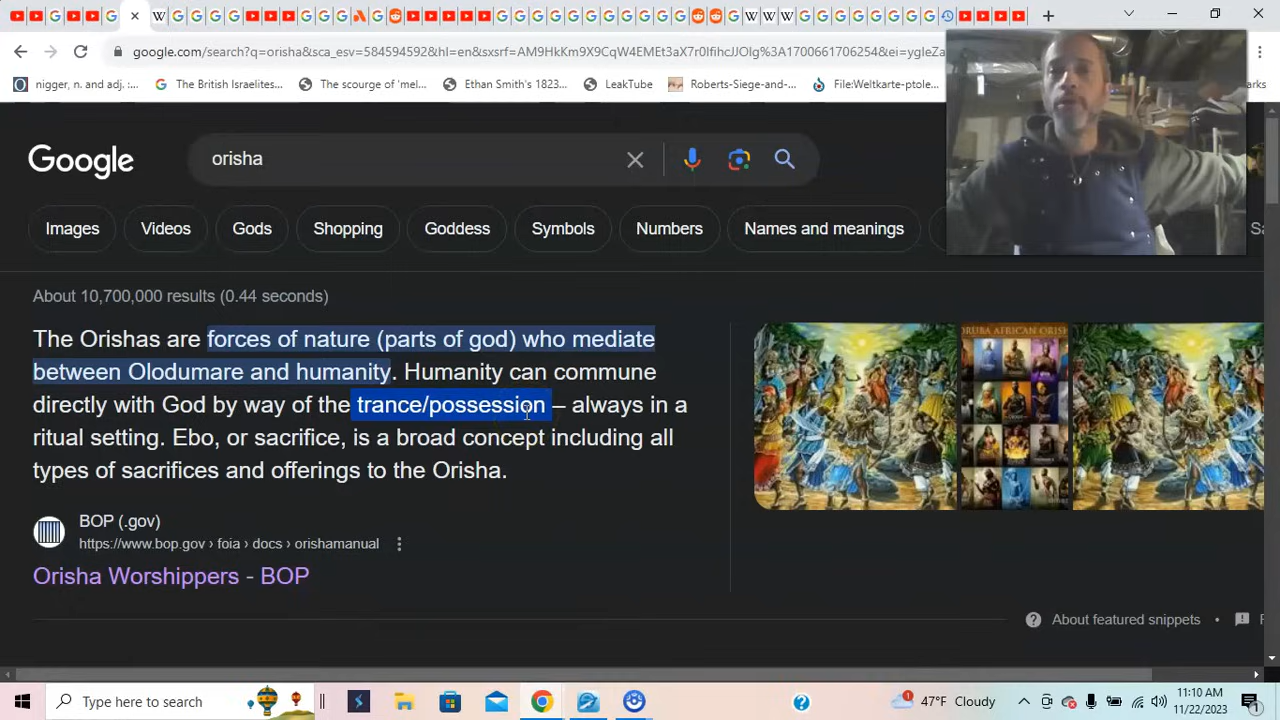 google.com/search?q=orisha&sca_esv=584594592&hl=en&sxsrf=AM9HkKm9X9CqW4EMEt3aX7r0IfihcJJOlg%3A1700661706254&ei=ygleZa
nigger, n. and adj. :...
The British Israelites...
The scourge of 'mel...
Ethan Smith's 1823...
LeakTube
Roberts-Siege-and-...
File:Weltkarte-ptole...
Google
orisha
Images
Videos
Gods
Shopping
Goddess
Symbols
Numbers
Names and meanings
About 10,700,000 results (0.44 seconds)
The Orishas are forces of nature (parts of god) who mediate
between Olodumare and humanity. Humanity can commune
directly with God by way of the trance/possession – always in a
ritual setting. Ebo, or sacrifice, is a broad concept including all
types of sacrifices and offerings to the Orisha.
BOP (.gov)
https://www.bop.gov › foia › docs › orishamanual
Orisha Worshippers - BOP
About featured snippets •
Type here to search
47°F Cloudy
11:10 AM
11/22/2023